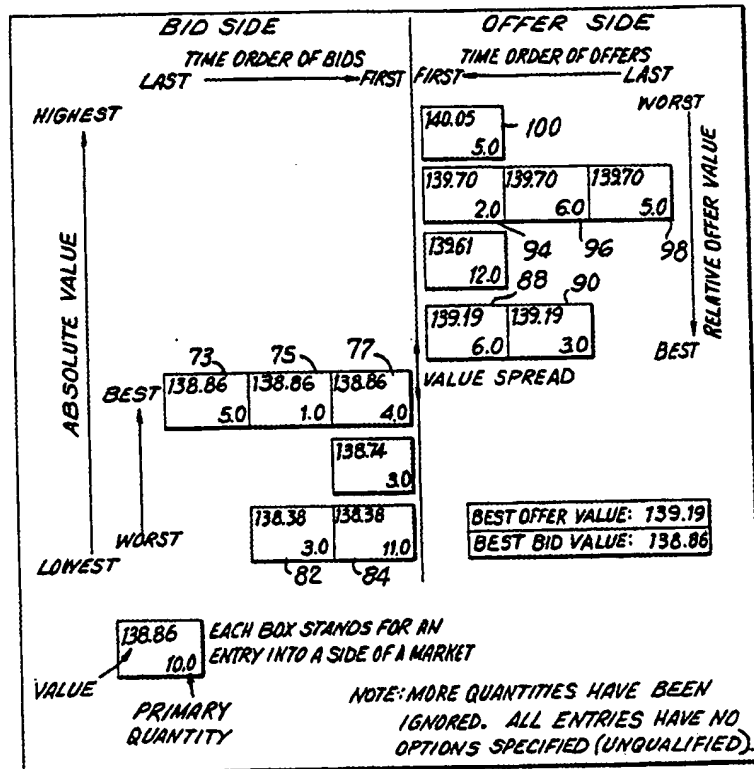 BID SIDE
OFFER SIDE
TIME ORDER OF BIDS
LAST
FIRST
TIME ORDER OF OFFERS
FIRST
LAST
HIGHEST
WORST
140.05
5.0
100
139.70 139.70 139.70
2.0 6.0 5.0
94 96 98
139.61
12.0
88 90
139.19 139.19
6.0 3.0
RELATIVE OFFER VALUE
BEST
VALUE SPREAD
ABSOLUTE VALUE
73 75 77
BEST
138.86 138.86 138.86
5.0 1.0 4.0
138.74
3.0
138.38 138.38
3.0 11.0
82 84
WORST
LOWEST
BEST OFFER VALUE: 139.19
BEST BID VALUE: 138.86
138.86
10.0
EACH BOX STANDS FOR AN
ENTRY INTO A SIDE OF A MARKET
VALUE
PRIMARY
QUANTITY
NOTE: MORE QUANTITIES HAVE BEEN
IGNORED. ALL ENTRIES HAVE NO
OPTIONS SPECIFIED (UNQUALIFIED).